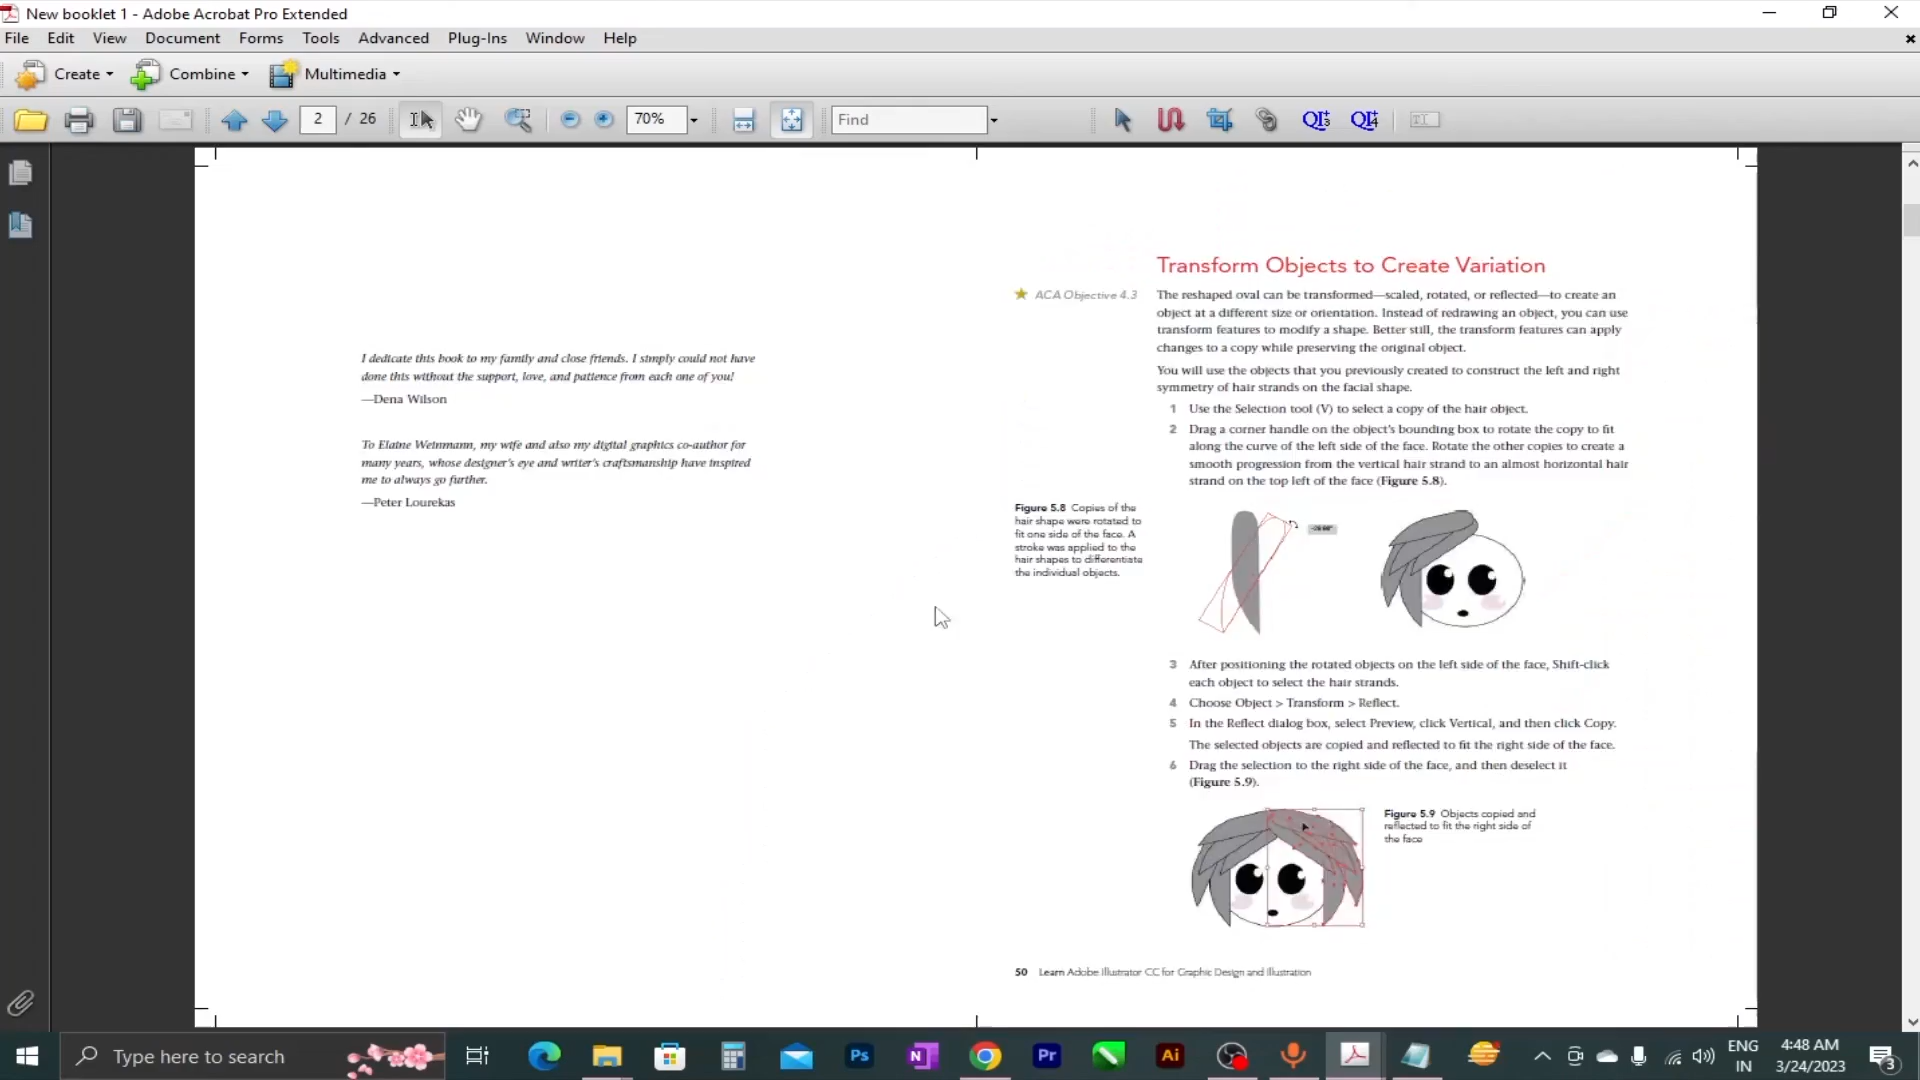 New booklet 1 - Adobe Acrobat Pro Extended
File Edit View Document Forms Tools Advanced Plug-Ins Window Help
Create Combine Multimedia
2 / 26 70% Find
I dedicate this book to my family and close friends. I simply could not have
done this without the support, love, and patience from each one of you!
—Dena Wilson
To Elaine Weinmann, my wife and also my digital graphics co-author for
many years, whose designer's eye and writer's craftsmanship have inspired
me to always go further.
—Peter Lourekas
Transform Objects to Create Variation
ACA Objective 4.3
The reshaped oval can be transformed—scaled, rotated, or reflected—to create an
object at a different size or orientation. Instead of redrawing an object, you can use
transform features to modify a shape. Better still, the transform features can apply
changes to a copy while preserving the original object.
You will use the objects that you previously created to construct the left and right
symmetry of hair strands on the facial shape.
1 Use the Selection tool (V) to select a copy of the hair object.
2 Drag a corner handle on the object's bounding box to rotate the copy to fit
along the curve of the left side of the face. Rotate the other copies to create a
smooth progression from the vertical hair strand to an almost horizontal hair
strand on the top left of the face (Figure 5.8).
Figure 5.8 Copies of the
hair shape were rotated to
fit one side of the face. A
stroke was applied to the
hair shapes to differentiate
the individual objects.
3 After positioning the rotated objects on the left side of the face, Shift-click
each object to select the hair strands.
4 Choose Object > Transform > Reflect.
5 In the Reflect dialog box, select Preview, click Vertical, and then click Copy.
The selected objects are copied and reflected to fit the right side of the face.
6 Drag the selection to the right side of the face, and then deselect it
(Figure 5.9).
Figure 5.9 Objects copied and
reflected to fit the right side of
the face
50 Learn Adobe Illustrator CC for Graphic Design and Illustration
Type here to search
Ps
N
Pr
Ai
ENG
IN
4:48 AM
3/24/2023
3